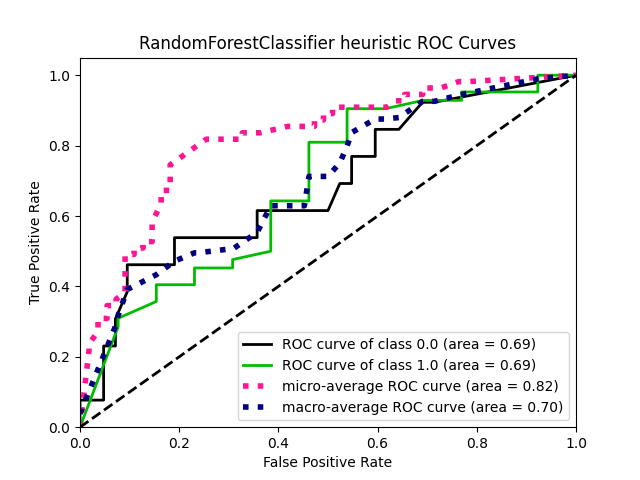 RandomForestClassifier heuristic ROC Curves
True Positive Rate
1.0
0.8
0.6
0.4
0.2
0.0
ROC curve of class 0.0 (area = 0.69)
ROC curve of class 1.0 (area = 0.69)
micro-average ROC curve (area = 0.82)
macro-average ROC curve (area = 0.70)
0.0 0.2 0.4 0.6 0.8 1.0
False Positive Rate